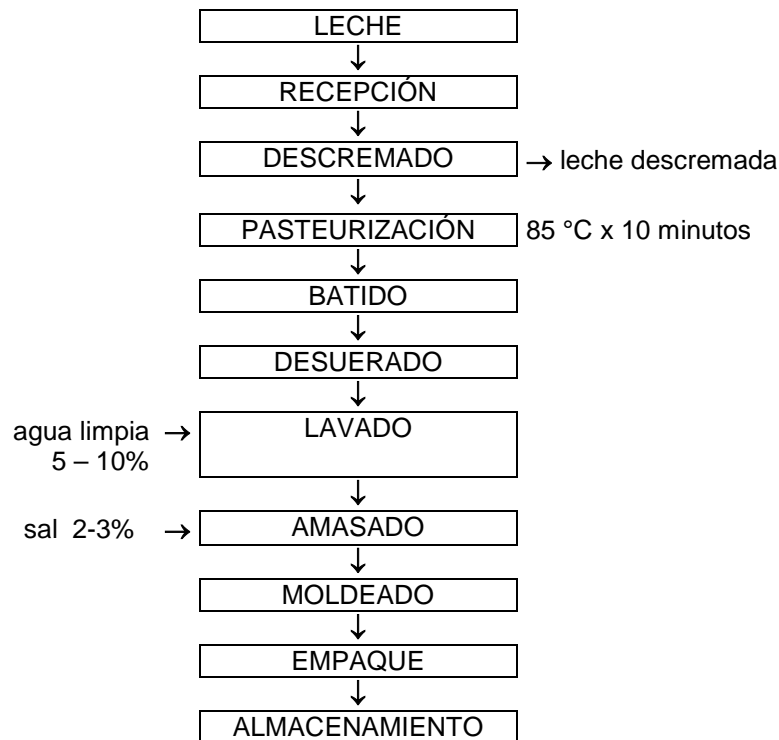 LECHE
↓
RECEPCIÓN
↓
DESCREMADO → leche descremada
↓
PASTEURIZACIÓN 85 °C x 10 minutos
↓
BATIDO
↓
DESUERADO
↓
agua limpia → LAVADO
5 – 10%
↓
sal 2-3% → AMASADO
↓
MOLDEADO
↓
EMPAQUE
↓
ALMACENAMIENTO